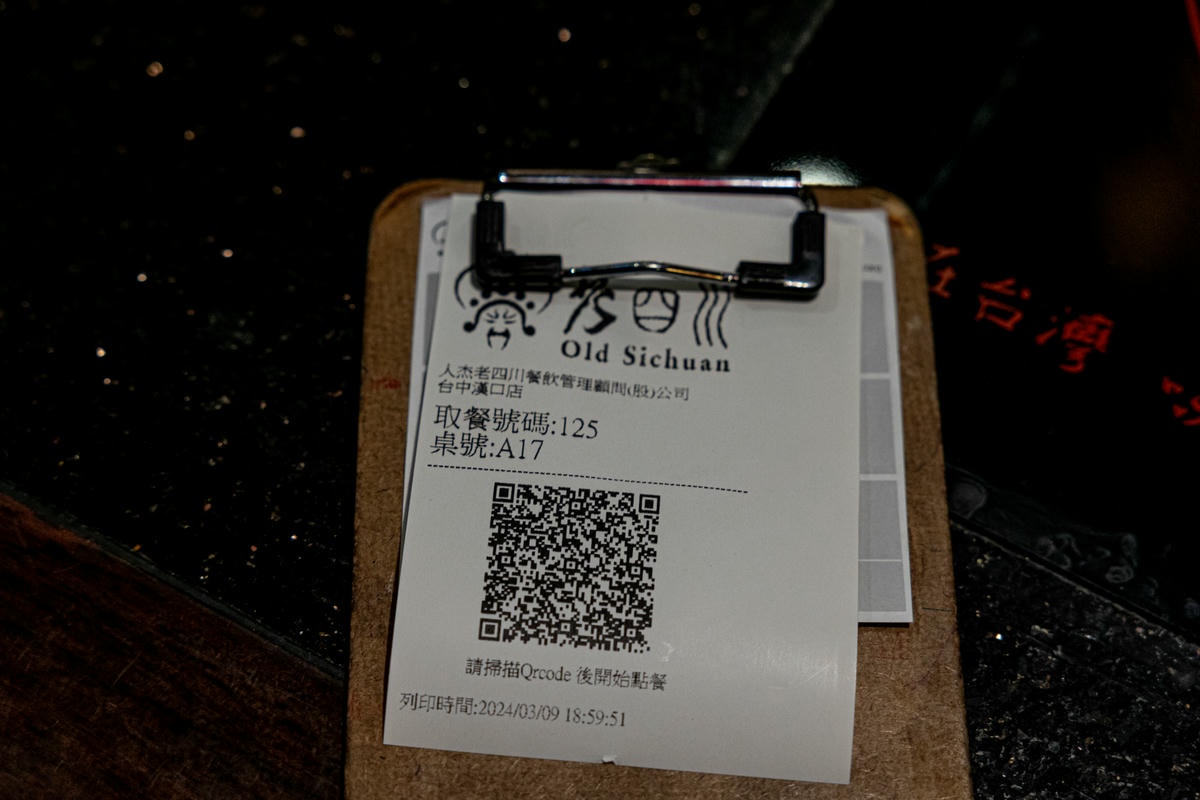 老四川
Old Sichuan
人杰老四川餐飲管理顧問(股)公司
台中漢口店
取餐號碼:125
桌號:A17
請掃描Qrcode 後開始點餐
列印時間:2024/03/09 18:59:51
在台灣